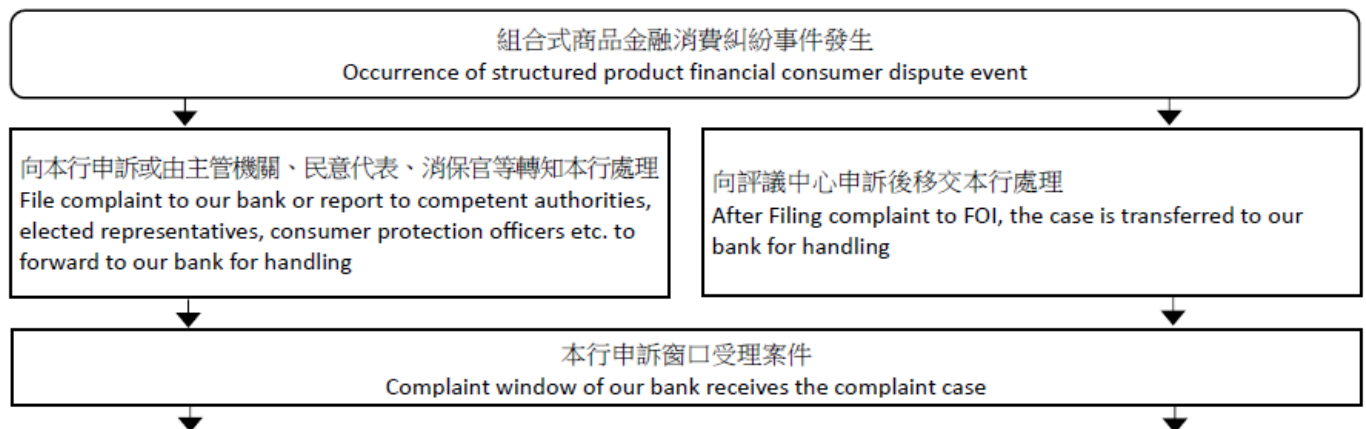 組合式商品金融消費糾紛事件發生
Occurrence of structured product financial consumer dispute event
向本行申訴或由主管機關、民意代表、消保官等轉知本行處理
File complaint to our bank or report to competent authorities,
elected representatives, consumer protection officers etc. to
forward to our bank for handling
向評議中心申訴後移交本行處理
After Filing complaint to FOI, the case is transferred to our
bank for handling
本行申訴窗口受理案件
Complaint window of our bank receives the complaint case